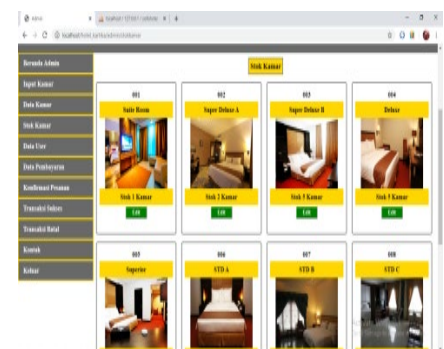 Admin
Beranda Admin
Input Kamar
Data Kamar
Stok Kamar
Data User
Data Pembayaran
Konfirmasi Pesanan
Transaksi Sukses
Transaksi Batal
Kontak
Keluar
Stok Kamar
001
Suite Room
Stok 1 Kamar
Edit
002
Super Deluxe A
Stok 2 Kamar
Edit
003
Super Deluxe B
Stok 5 Kamar
Edit
004
Deluxe
Stok 5 Kamar
Edit
005
Superior
006
STD A
007
STD B
008
STD C